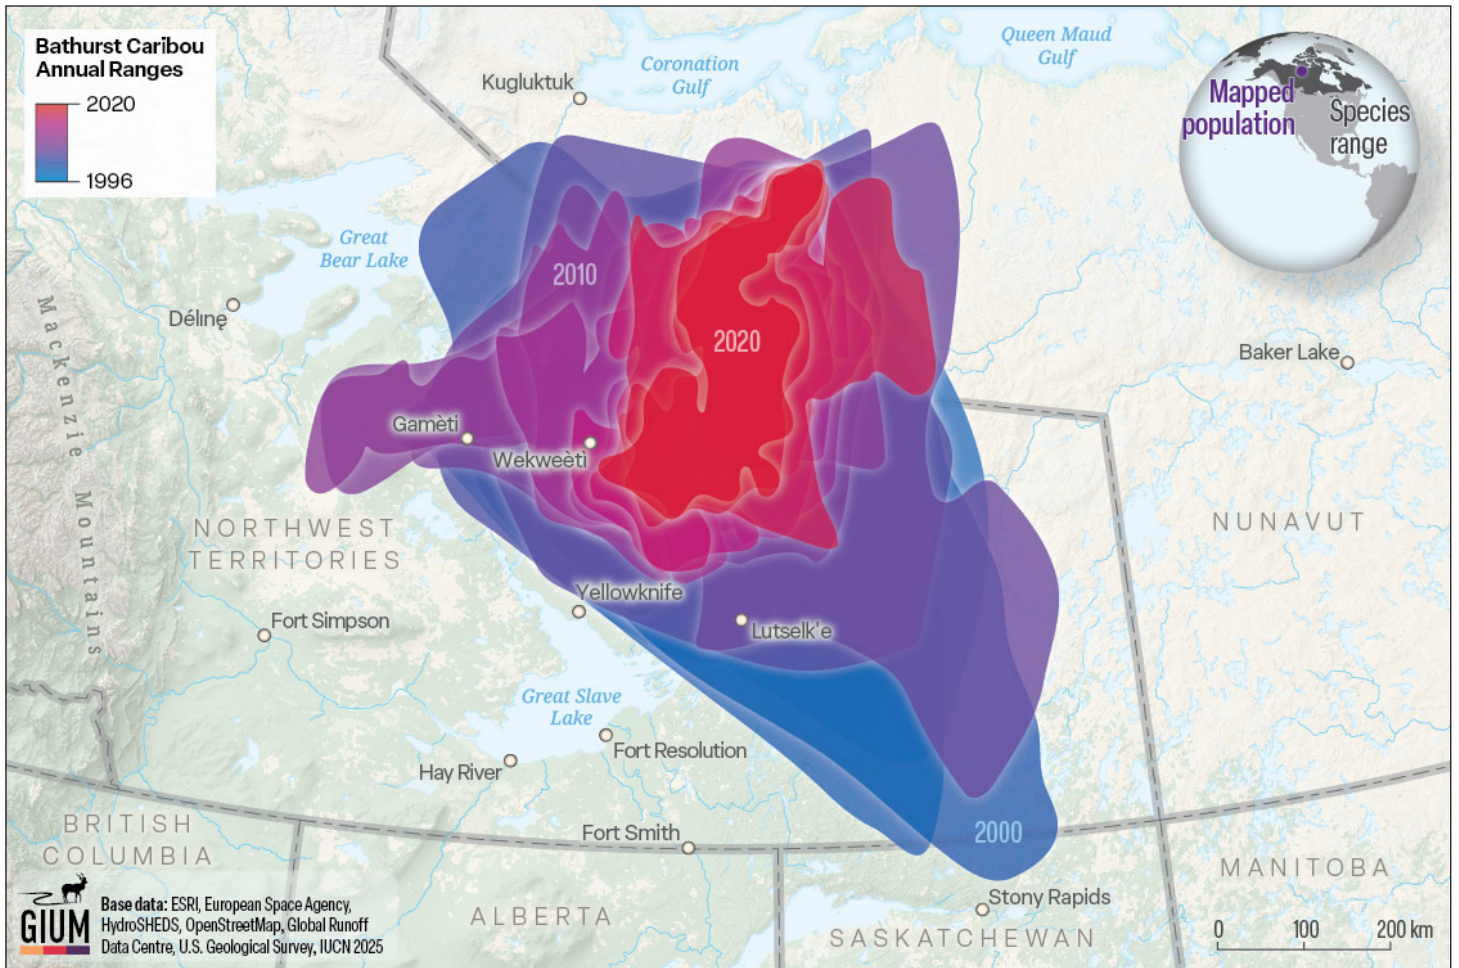 Bathurst Caribou
Annual Ranges
2020
1996
Kugluktuk
Coronation
Gulf
Queen Maud
Gulf
Mapped
population
Species
range
Great
Bear Lake
Délı̨nę
2010
2020
Baker Lake
Mackenzie Mountains
Gamètì
Wekweètì
NORTHWEST
TERRITORIES
NUNAVUT
Yellowknife
Fort Simpson
Lutselk'e
Great Slave
Lake
Fort Resolution
Hay River
BRITISH
COLUMBIA
Fort Smith
2000
MANITOBA
Stony Rapids
ALBERTA
SASKATCHEWAN
GIUM
Base data: ESRI, European Space Agency,
HydroSHEDS, OpenStreetMap, Global Runoff
Data Centre, U.S. Geological Survey, IUCN 2025
0 100 200 km